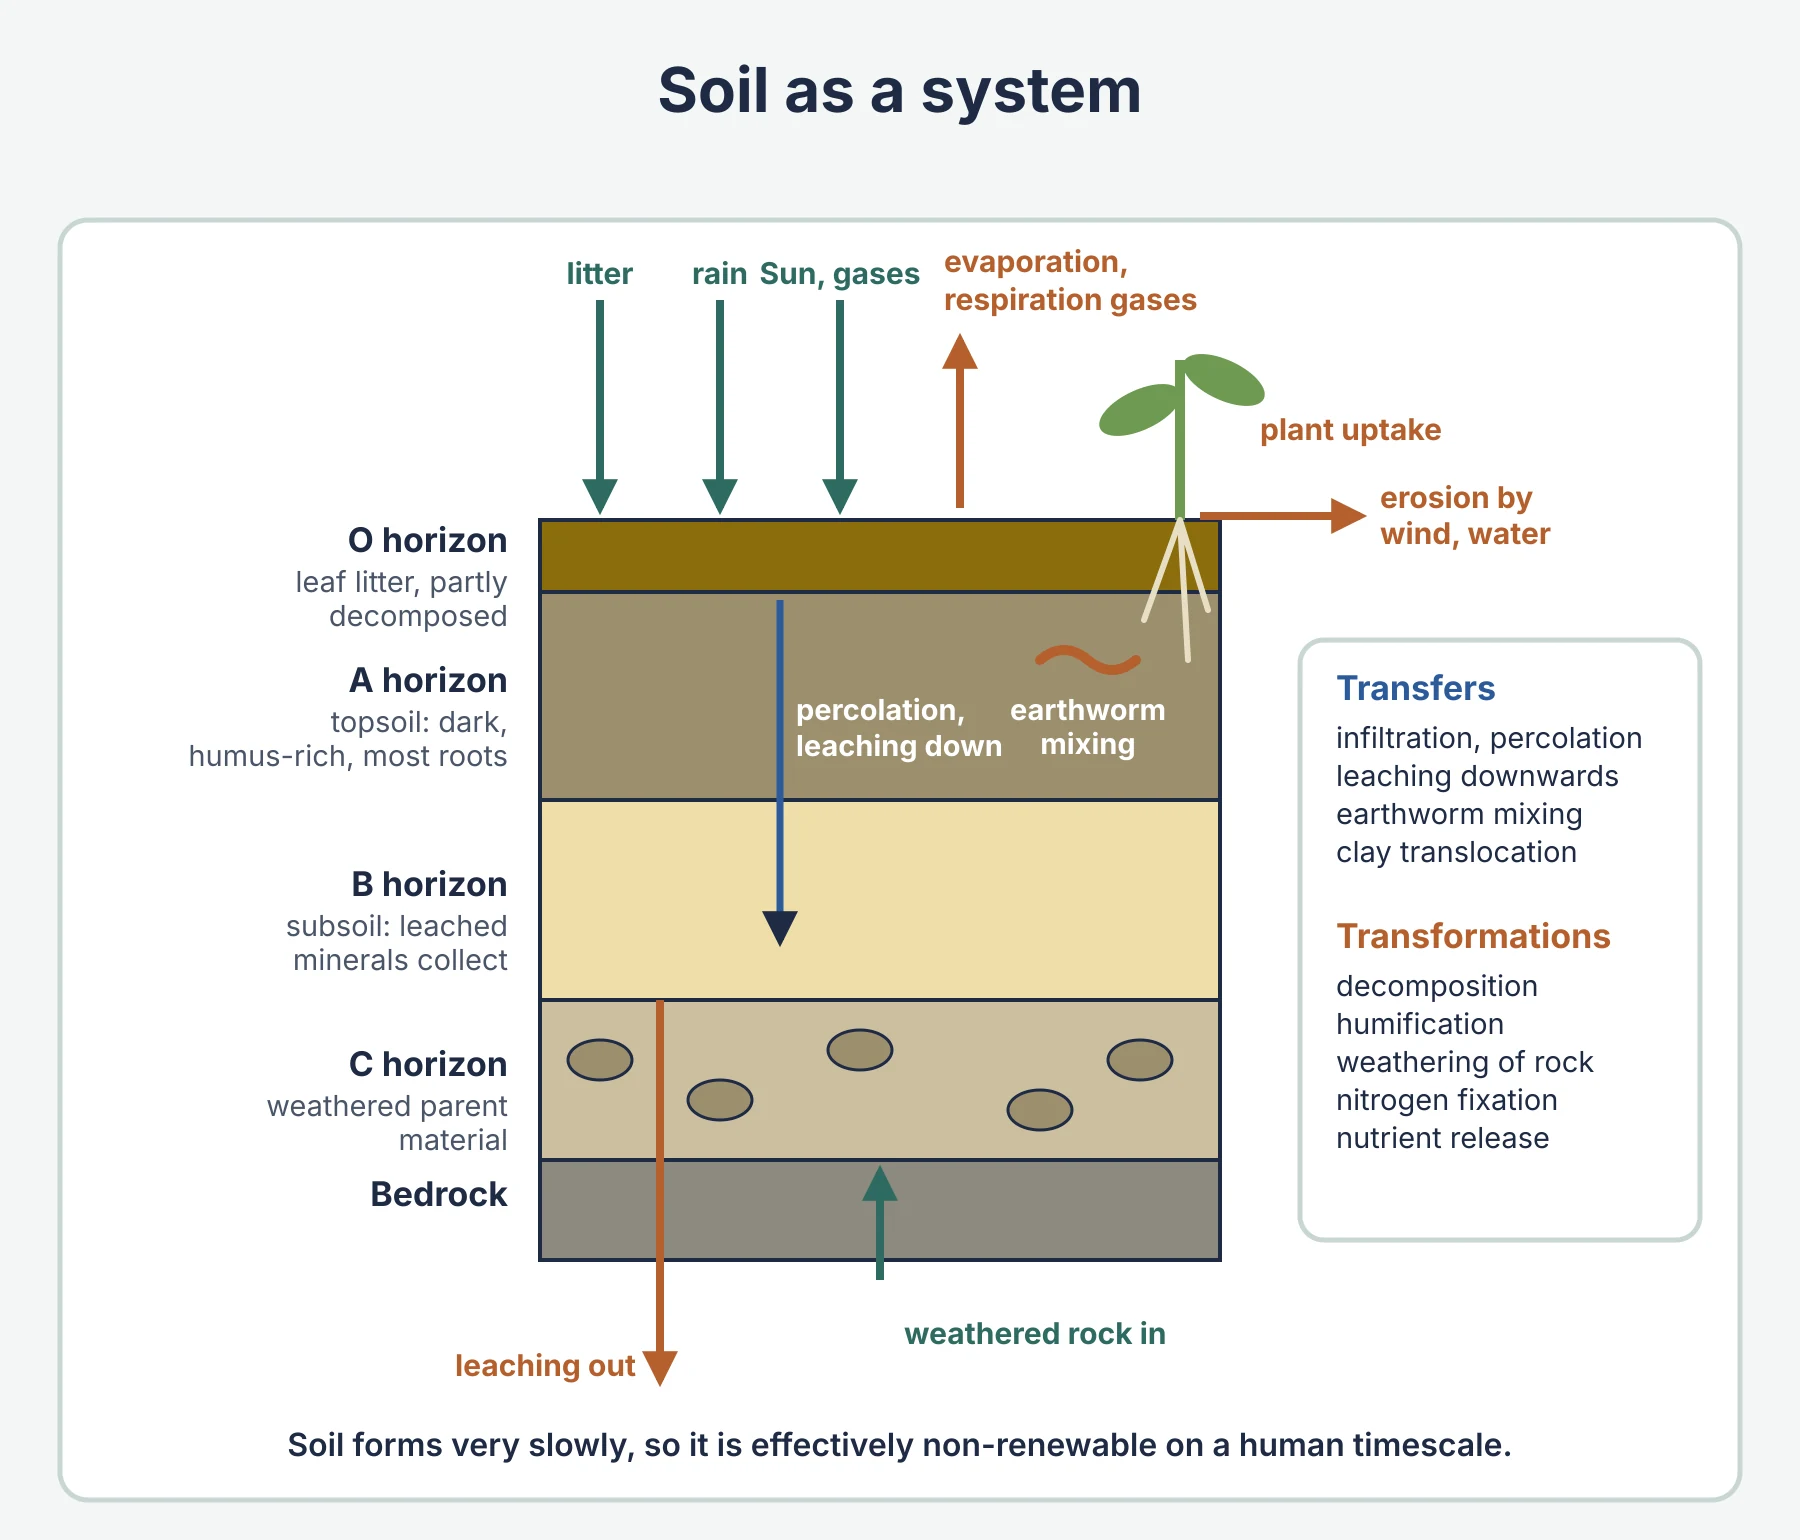 Soil as a system
litter
rain
Sun, gases
evaporation,
respiration gases
plant uptake
erosion by
wind, water
O horizon
leaf litter, partly
decomposed
A horizon
topsoil: dark,
humus-rich, most roots
percolation,
leaching down
earthworm
mixing
B horizon
subsoil: leached
minerals collect
C horizon
weathered parent
material
Bedrock
Transfers
infiltration, percolation
leaching downwards
earthworm mixing
clay translocation
Transformations
decomposition
humification
weathering of rock
nitrogen fixation
nutrient release
weathered rock in
leaching out
Soil forms very slowly, so it is effectively non-renewable on a human timescale.